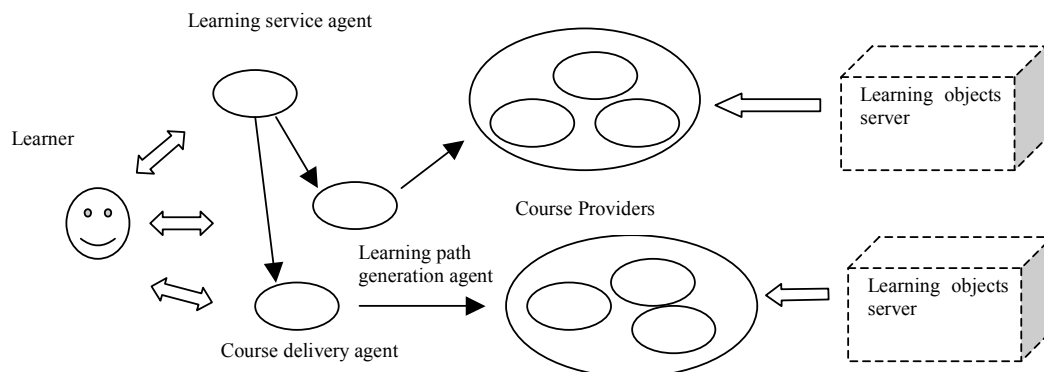 Learning service agent
Learner
Learning objects
server
Course Providers
Learning path
generation agent
Learning objects
server
Course delivery agent